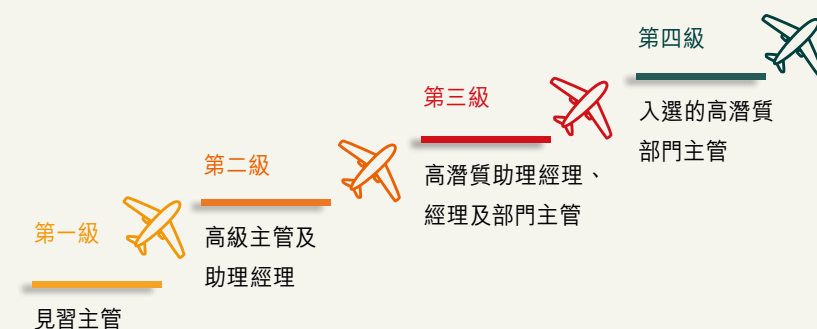 第一級
見習主管
第二級
高級主管及
助理經理
第三級
高潛質助理經理、
經理及部門主管
第四級
入選的高潛質
部門主管